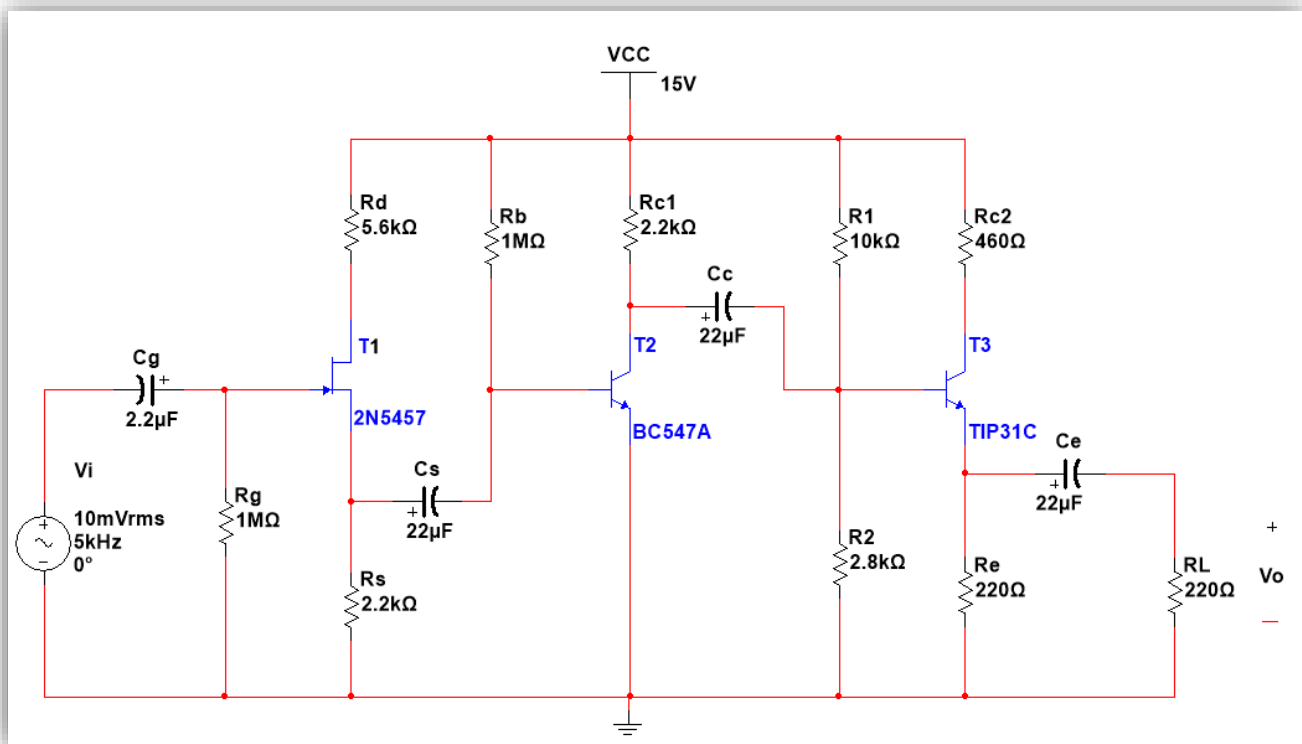 VCC
15V
Rd
5.6kΩ
Rb
1MΩ
Rc1
2.2kΩ
R1
10kΩ
Rc2
460Ω
Cc
+
22µF
T1
T2
T3
Cg
+
2.2µF
2N5457
BC547A
TIP31C
Vi
Cs
+
22µF
Ce
+
22µF
Rg
1MΩ
+
10mVrms
5kHz
0°
−
Rs
2.2kΩ
R2
2.8kΩ
Re
220Ω
RL
220Ω
+
Vo
−